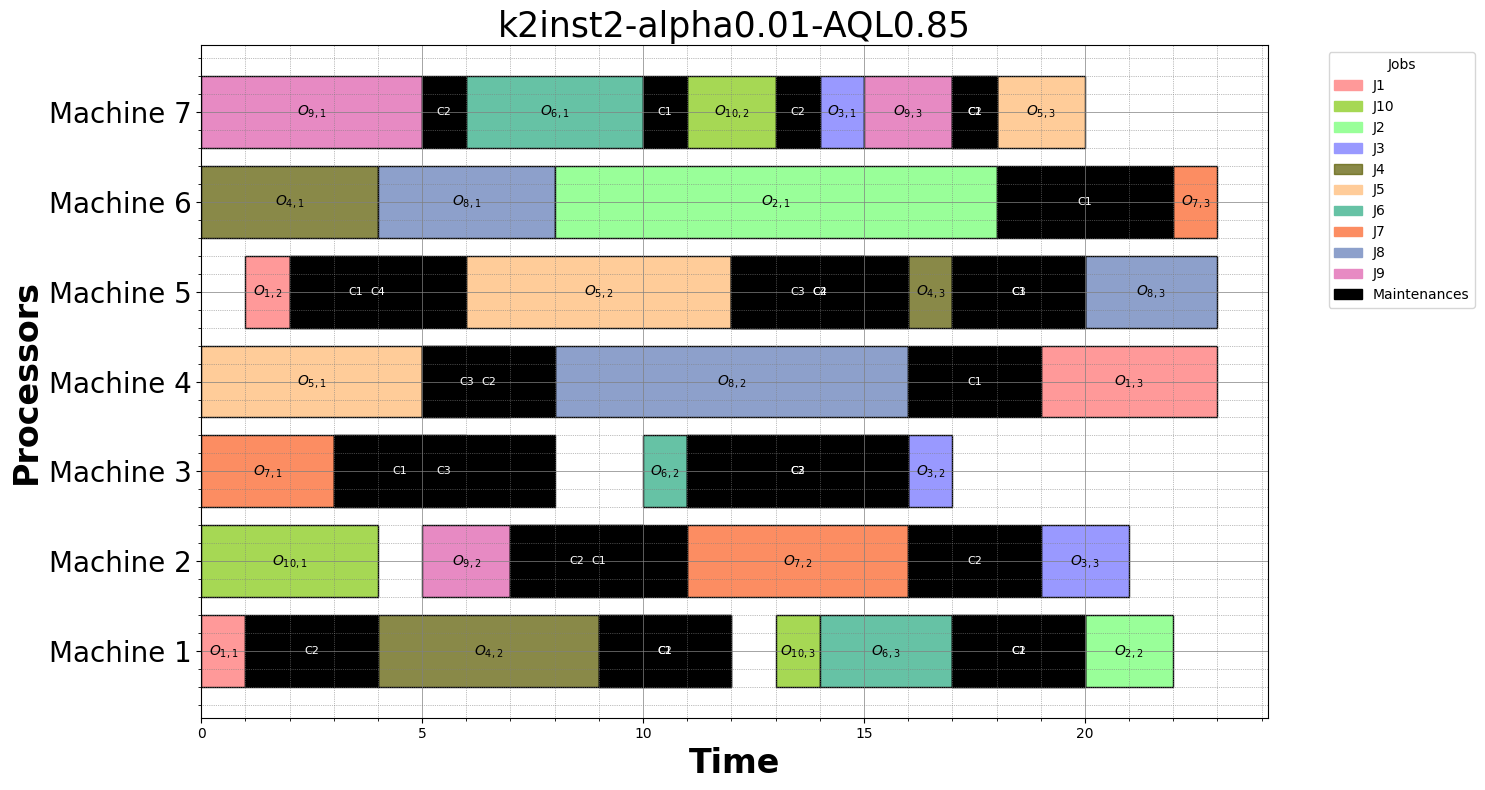 k2inst2-alpha0.01-AQL0.85
Machine 7
O9,1 C2 O6,1 C1 O10,2 C2 O3,1 O9,3 O5,3
Machine 6
O4,1 O8,1 O2,1 C1 O7,3
Machine 5
O1,2 C1 C4 O5,2 C3 O4,3 O8,3
Machine 4
O5,1 C3 C2 O8,2 C1 O1,3
Machine 3
O7,1 C1 C3 O6,2 O3,2
Machine 2
O10,1 O9,2 C2 C1 O7,2 C2 O3,3
Machine 1
O1,1 C2 O4,2 O10,3 O6,3 O2,2
Processors
0 5 10 15 20
Time
Jobs
J1
J10
J2
J3
J4
J5
J6
J7
J8
J9
Maintenances